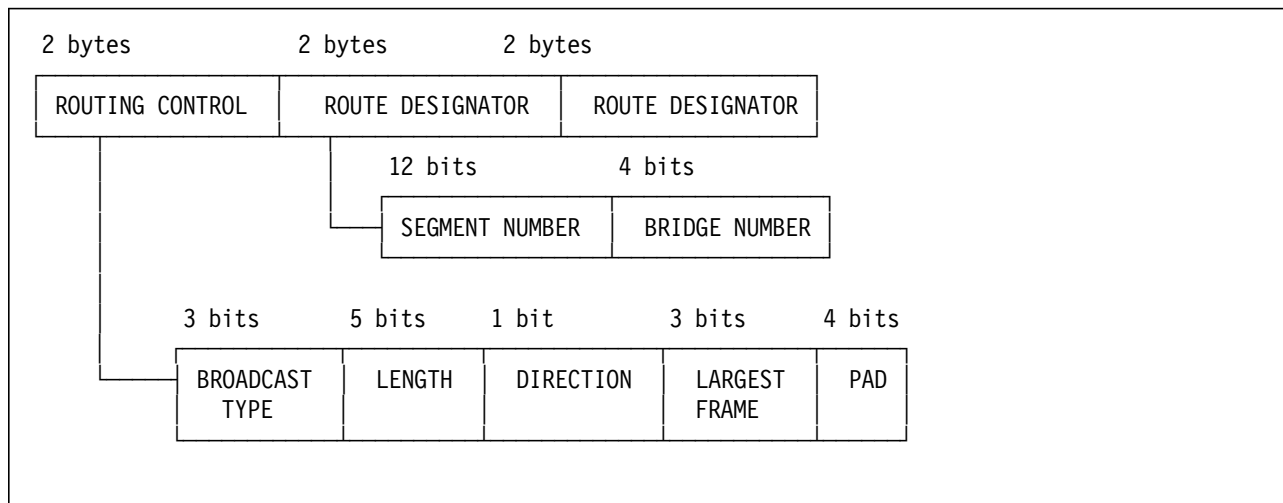 2 bytes 2 bytes 2 bytes
ROUTING CONTROL ROUTE DESIGNATOR ROUTE DESIGNATOR
12 bits 4 bits
SEGMENT NUMBER BRIDGE NUMBER
3 bits 5 bits 1 bit 3 bits 4 bits
BROADCAST LENGTH DIRECTION LARGEST PAD
TYPE FRAME